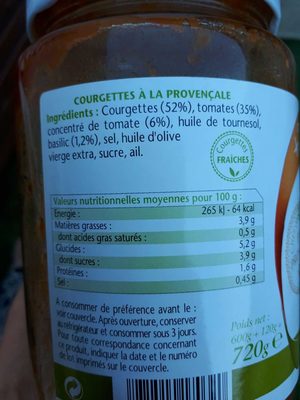 COURGETTES À LA PROVENÇALE
Ingrédients : Courgettes (52%), tomates (35%),
concentré de tomate (6%), huile de tournesol,
basilic (1,2%), sel, huile d'olive
vierge extra, sucre, ail.
Courgettes
FRAÎCHES
Valeurs nutritionnelles moyennes pour 100 g :
Energie : 265 kJ - 64 kcal
Matières grasses : 3,9 g
dont acides gras saturés : 0,5 g
Glucides : 5,2 g
dont sucres : 3,9 g
Protéines : 1,6 g
Sel : 0,45 g
A consommer de préférence avant le :
voir couvercle. Après ouverture, conserver
au réfrigérateur et consommer sous 3 jours.
Pour toute correspondance concernant
ce produit, indiquer la date et le numéro
de lot imprimés sur le couvercle.
Poids net :
600g + 120g =
720g e